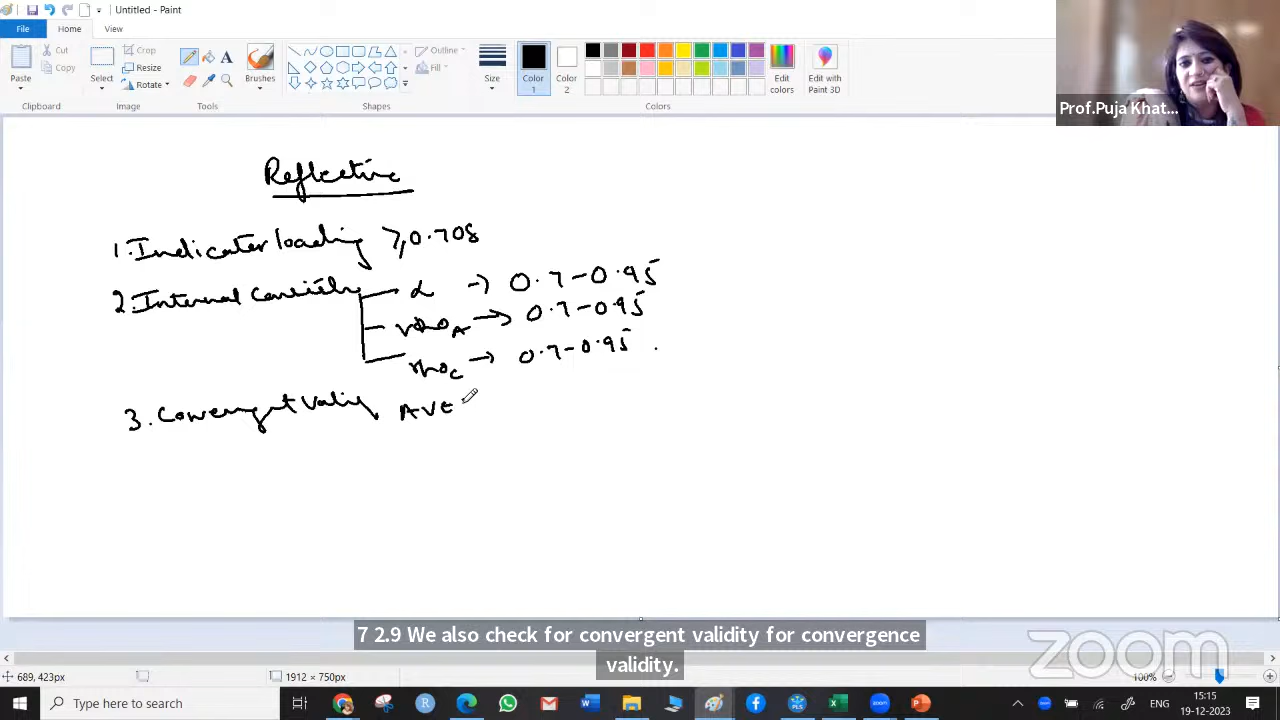 Untitled - Paint
File Home View
Paste Cut Copy Clipboard
Select Crop Resize Rotate Image
Tools
Brushes
Outline Fill Shapes
Size
Color 1
Color 2
Edit colors
Edit with Paint 3D
Colors
Prof.Puja Khat...
Reflective
1. Indicator loading ≥ 0.708
2. Internal α → 0.7 - 0.95
rho A → 0.7 - 0.95
rho C → 0.7 - 0.95
3. Convergent Validity AVE
7 2.9 We also check for convergent validity for convergence
validity.
zoom
689, 423px 1912 × 750px 100%
Type here to search
ENG 15:15
19-12-2023